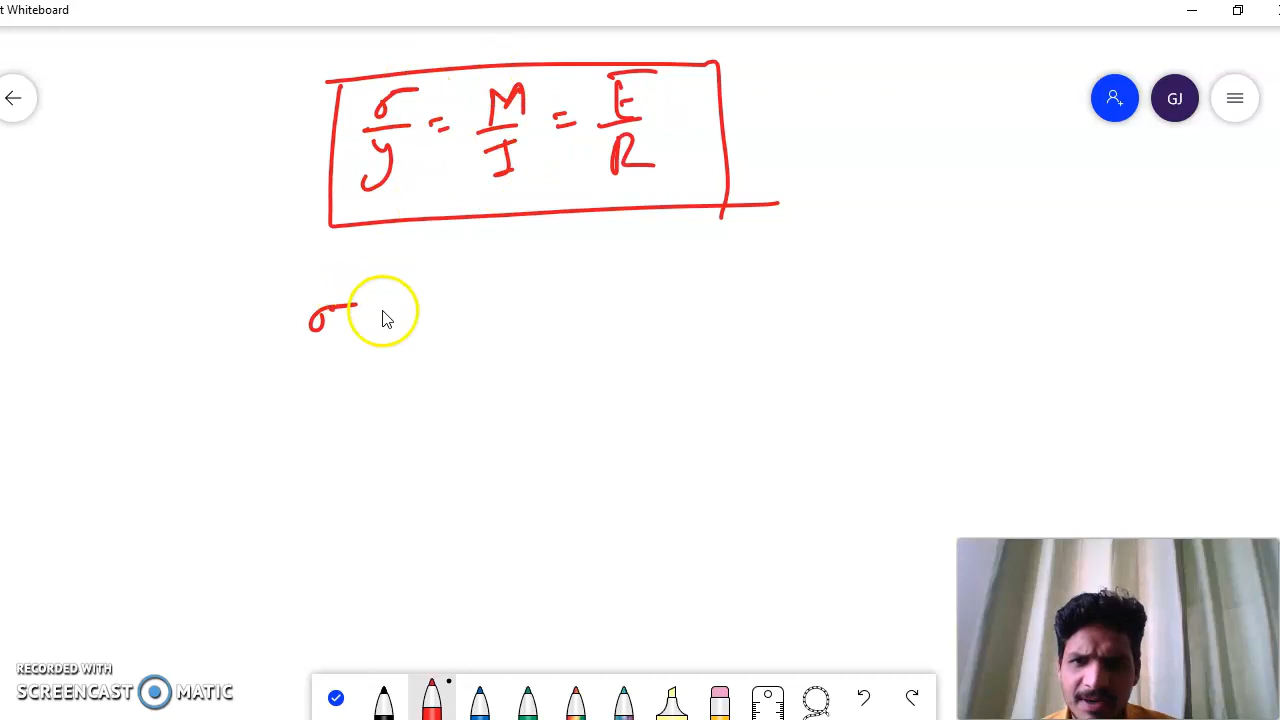 t Whiteboard
GJ
σ/y = M/I = E/R
σ
RECORDED WITH
SCREENCAST MATIC